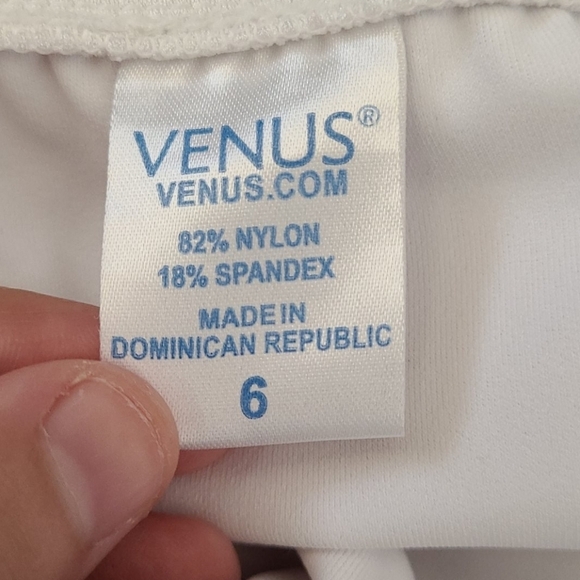 VENUS®
VENUS.COM
82% NYLON
18% SPANDEX
MADE IN
DOMINICAN REPUBLIC
6